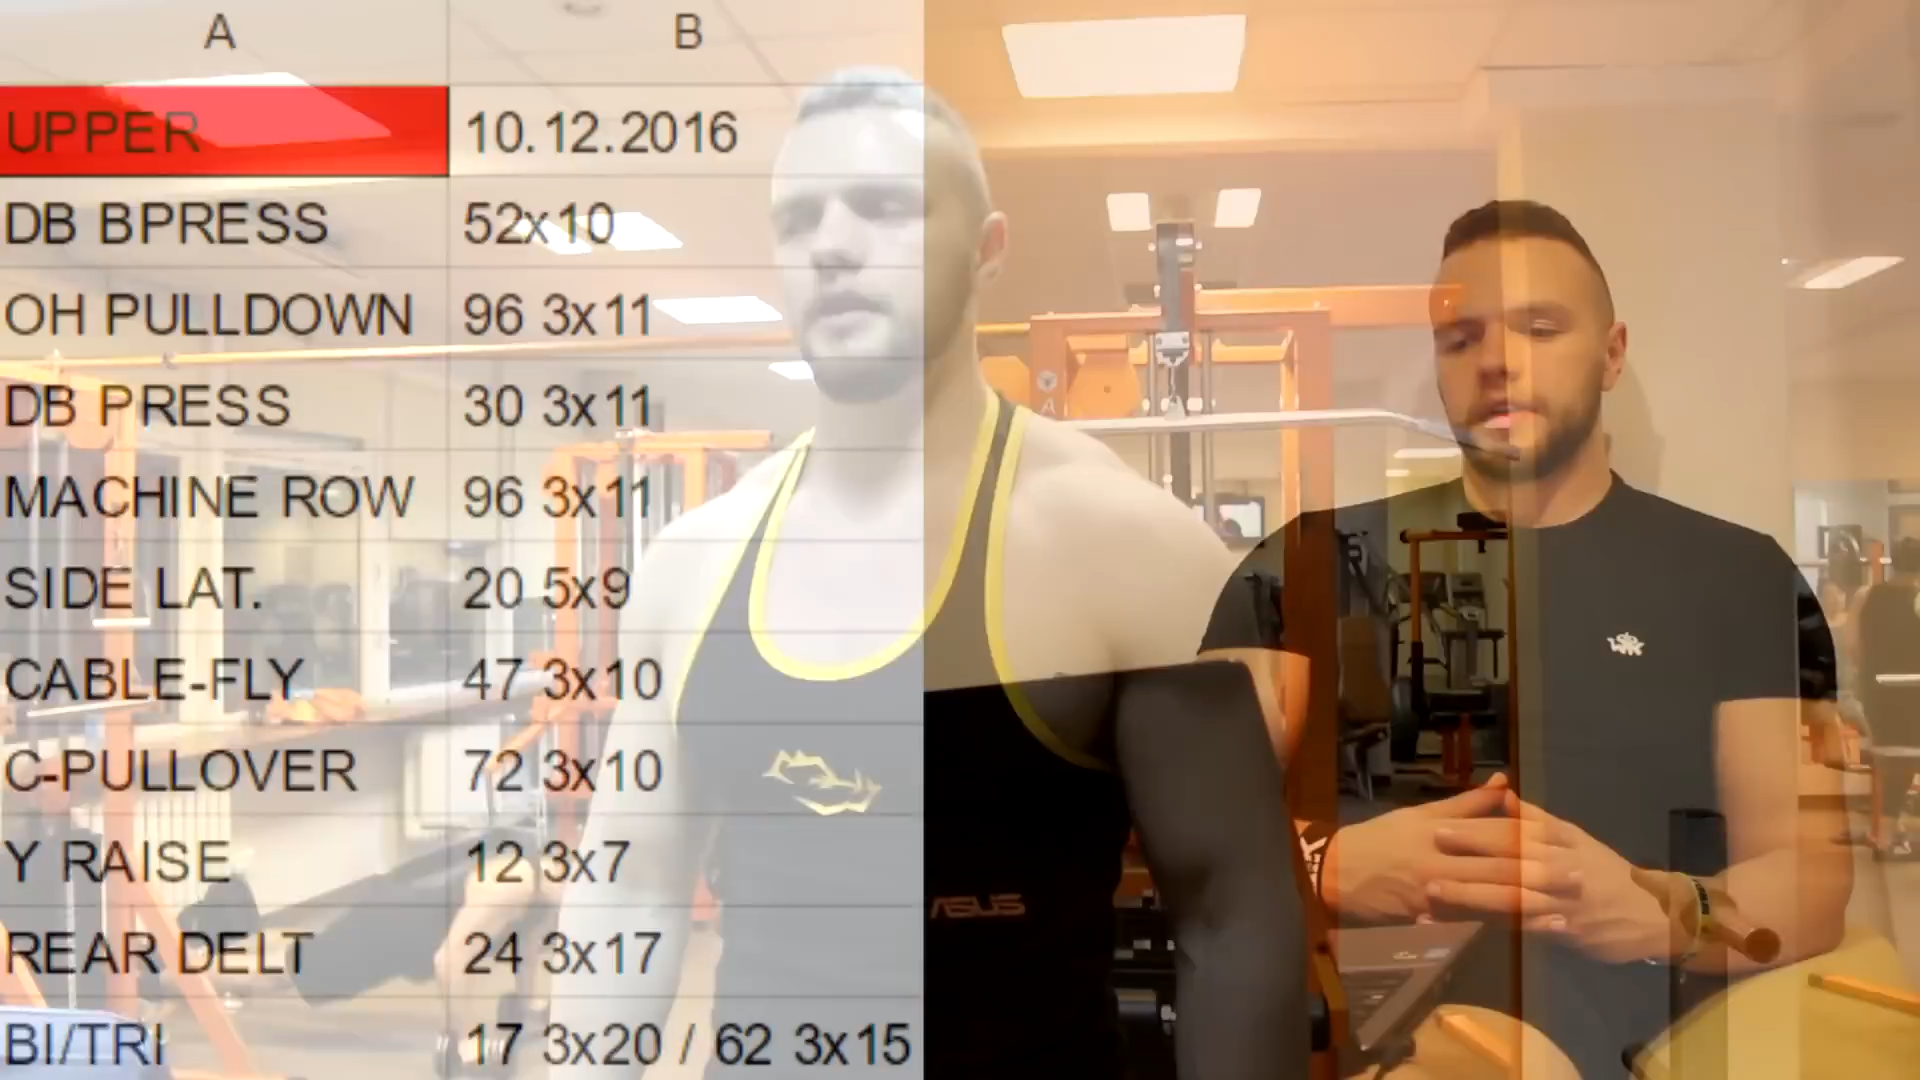 A B
UPPER 10.12.2016
DB BPRESS 52x10
OH PULLDOWN 96 3x11
DB PRESS 30 3x11
MACHINE ROW 96 3x11
SIDE LAT. 20 5x9
CABLE-FLY 47 3x10
C-PULLOVER 72 3x10
Y RAISE 12 3x7
REAR DELT 24 3x17
BI/TRI 17 3x20 / 62 3x15
A
ASUS